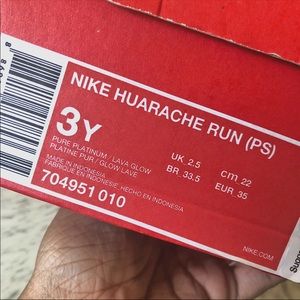 NIKE HUARACHE RUN (PS)
3Y
UK 2.5
cm. 22
BR. 33.5
EUR. 35
PURE PLATINUM / LAVA GLOW
PLATINE PUR / GLOW LAVE
MADE IN INDONESIA
FABRIQUÉ EN INDONESIE, HECHO EN INDONESIA
704951 010
NIKE.COM